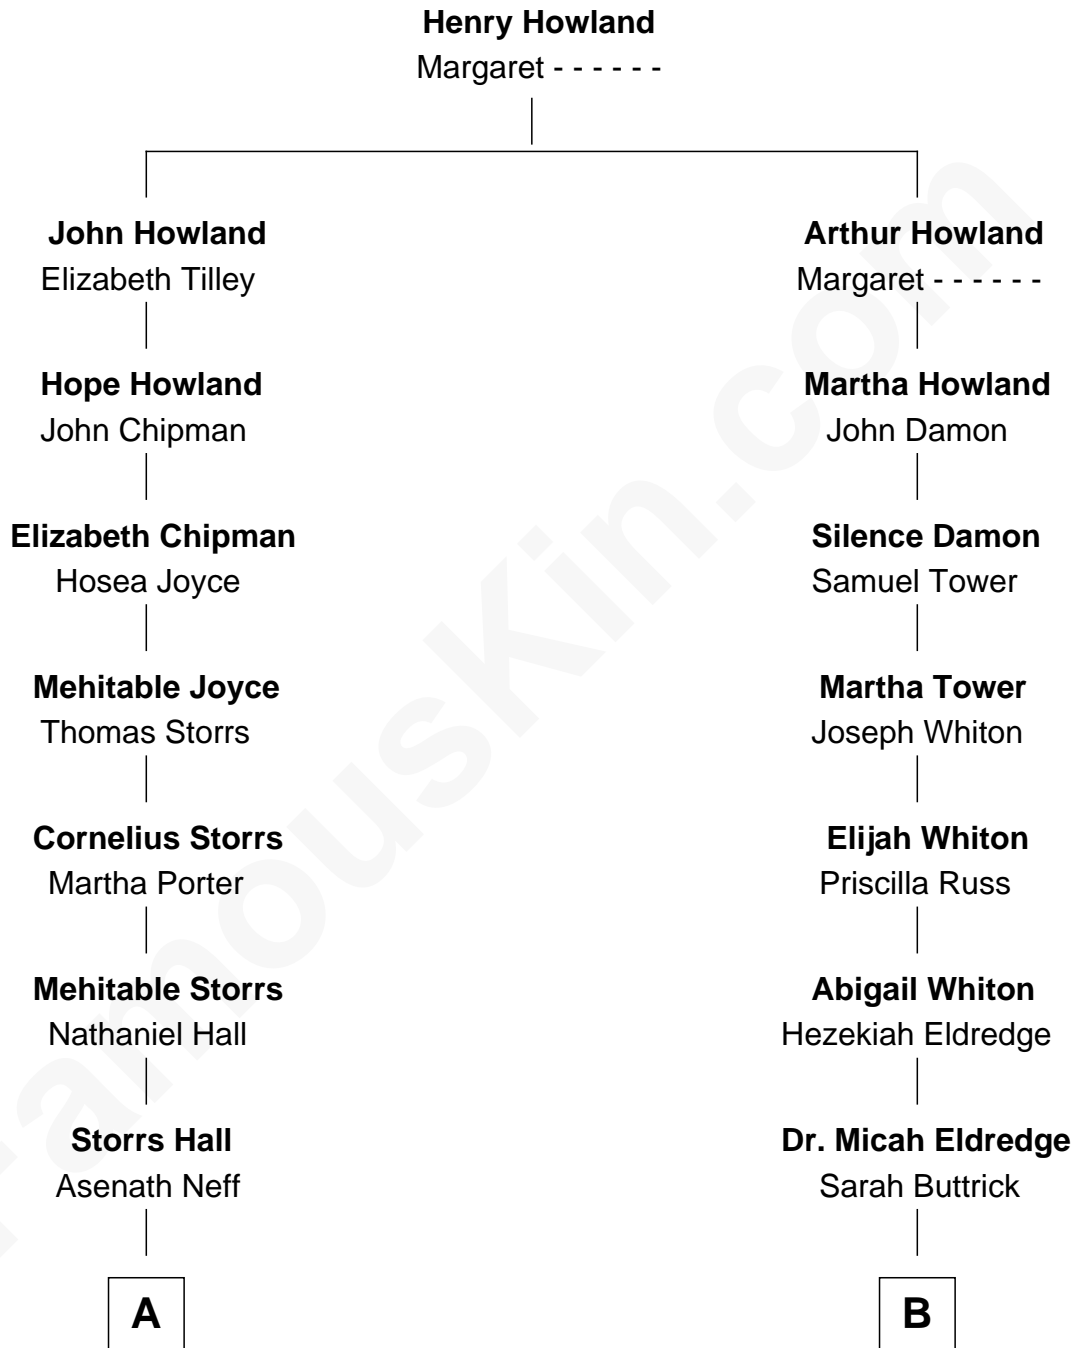 Henry Howland
Margaret - - - - - -
John Howland
Elizabeth Tilley
Arthur Howland
Margaret - - - - - -
Hope Howland
John Chipman
Martha Howland
John Damon
Elizabeth Chipman
Hosea Joyce
Silence Damon
Samuel Tower
Mehitable Joyce
Thomas Storrs
Martha Tower
Joseph Whiton
Cornelius Storrs
Martha Porter
Elijah Whiton
Priscilla Russ
Mehitable Storrs
Nathaniel Hall
Abigail Whiton
Hezekiah Eldredge
Storrs Hall
Asenath Neff
Dr. Micah Eldredge
Sarah Buttrick
A
B
FamousKin.com